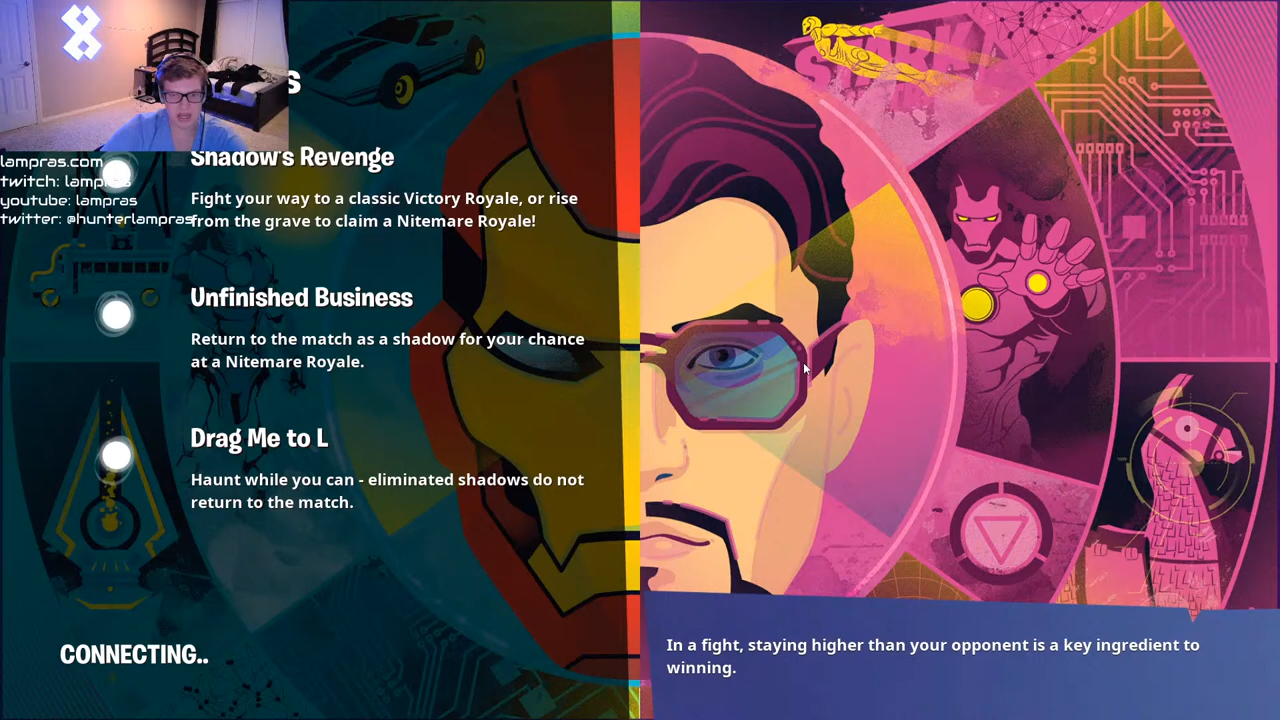 S
lampras.com
twitch: lampras
youtube: lampras
twitter: @hunterlampras
Shadow's Revenge
Fight your way to a classic Victory Royale, or rise
from the grave to claim a Nitemare Royale!
Unfinished Business
Return to the match as a shadow for your chance
at a Nitemare Royale.
Drag Me to L
Haunt while you can - eliminated shadows do not
return to the match.
CONNECTING..
STARK
In a fight, staying higher than your opponent is a key ingredient to
winning.